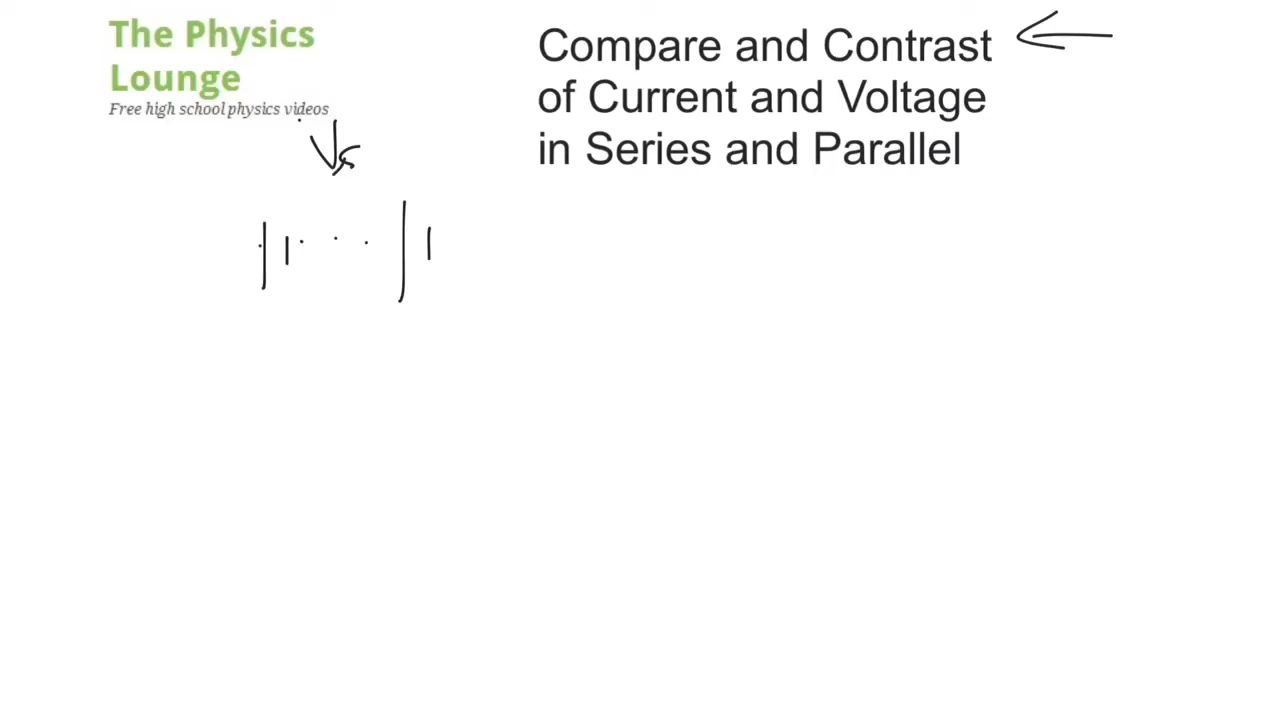 The Physics
Lounge
Free high school physics videos
Compare and Contrast
of Current and Voltage
in Series and Parallel
Vs